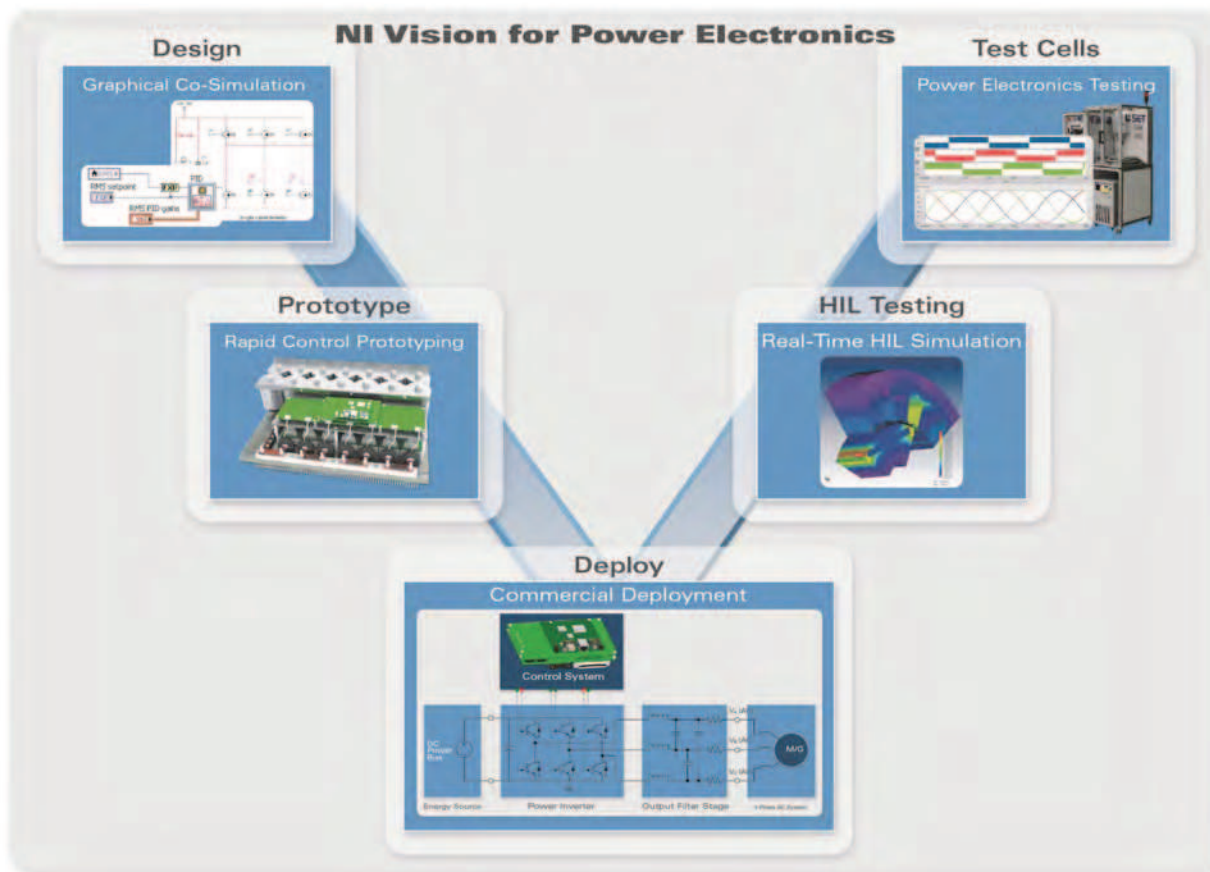 NI Vision for Power Electronics
Design
Graphical Co-Simulation
RMS setpoint
PID
RMS PID gains
Test Cells
Power Electronics Testing
Prototype
Rapid Control Prototyping
HIL Testing
Real-Time HIL Simulation
Deploy
Commercial Deployment
Control System
DC
Power
Bus
M/G
Energy Source
Power Inverter
Output Filter Stage